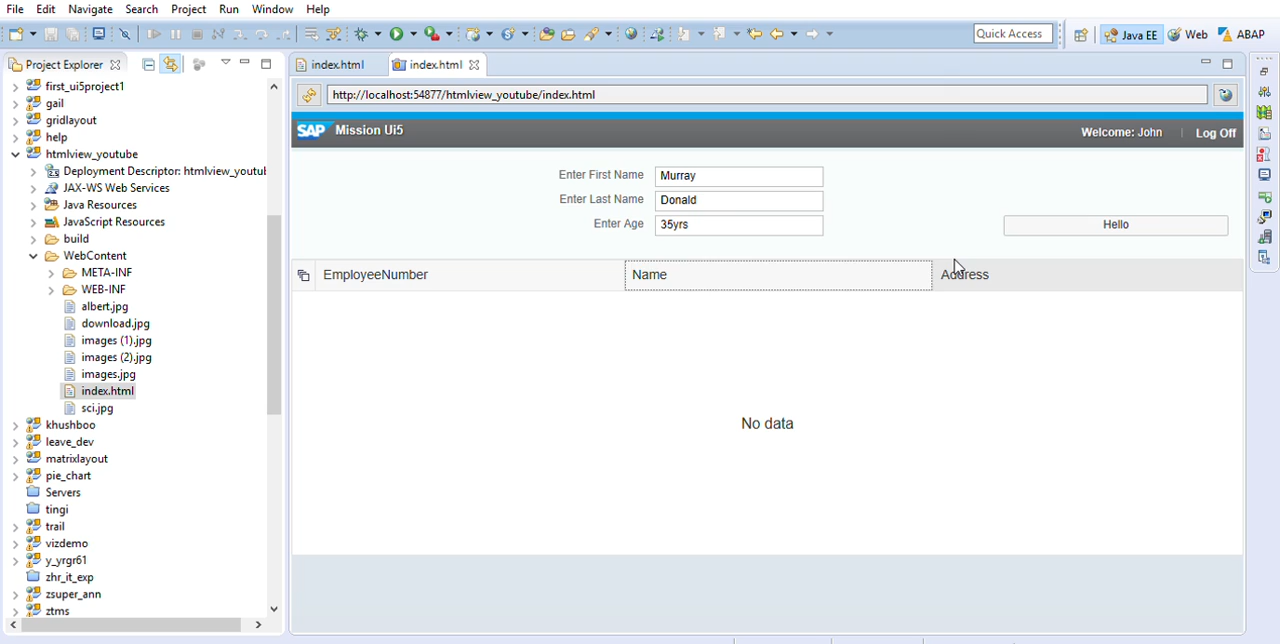 File Edit Navigate Search Project Run Window Help
Quick Access
Java EE
Web
ABAP
Project Explorer
first_ui5project1
gail
gridlayout
help
htmlview_youtube
Deployment Descriptor: htmlview_youtul
JAX-WS Web Services
Java Resources
JavaScript Resources
build
WebContent
META-INF
WEB-INF
albert.jpg
download.jpg
images (1).jpg
images (2).jpg
images.jpg
index.html
sci.jpg
khushboo
leave_dev
matrixlayout
pie_chart
Servers
tingi
trail
vizdemo
y_yrgr61
zhr_it_exp
zsuper_ann
ztms
index.html
index.html
http://localhost:54877/htmlview_youtube/index.html
SAP Mission Ui5
Welcome: John | Log Off
Enter First Name Murray
Enter Last Name Donald
Enter Age 35yrs
Hello
EmployeeNumber Name Address
No data